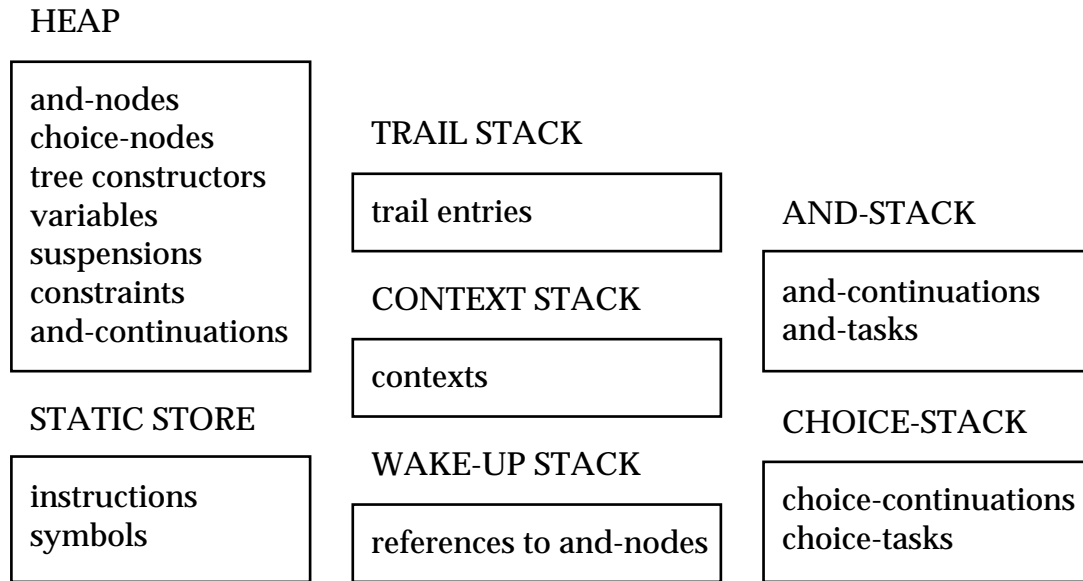 HEAP
and-nodes
choice-nodes
tree constructors
variables
suspensions
constraints
and-continuations
STATIC STORE
instructions
symbols
TRAIL STACK
trail entries
CONTEXT STACK
contexts
WAKE-UP STACK
references to and-nodes
AND-STACK
and-continuations
and-tasks
CHOICE-STACK
choice-continuations
choice-tasks